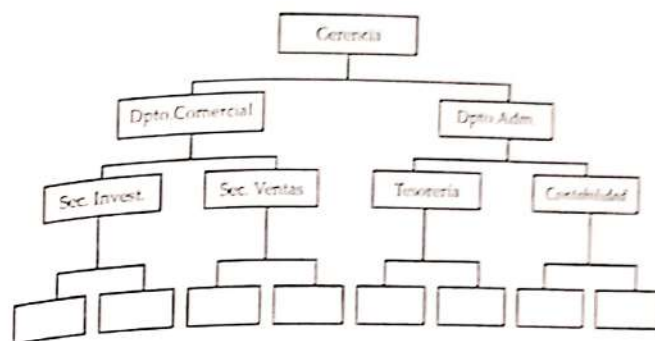 Gerencia
Dpto.Comercial
Dpto.Adm.
Sec. Invest.
Sec. Ventas
Tesorería
Contabilidad